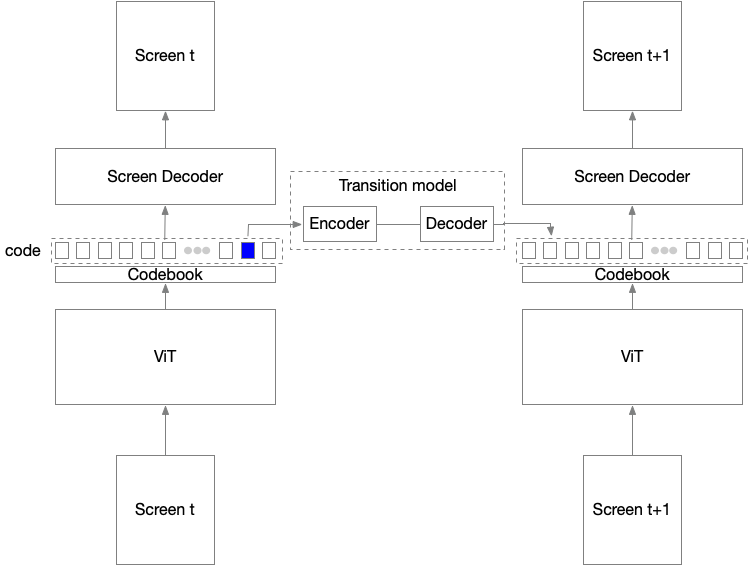 Screen t
Screen t+1
Screen Decoder
Screen Decoder
Transition model
Encoder
Decoder
code
Codebook
Codebook
ViT
ViT
Screen t
Screen t+1